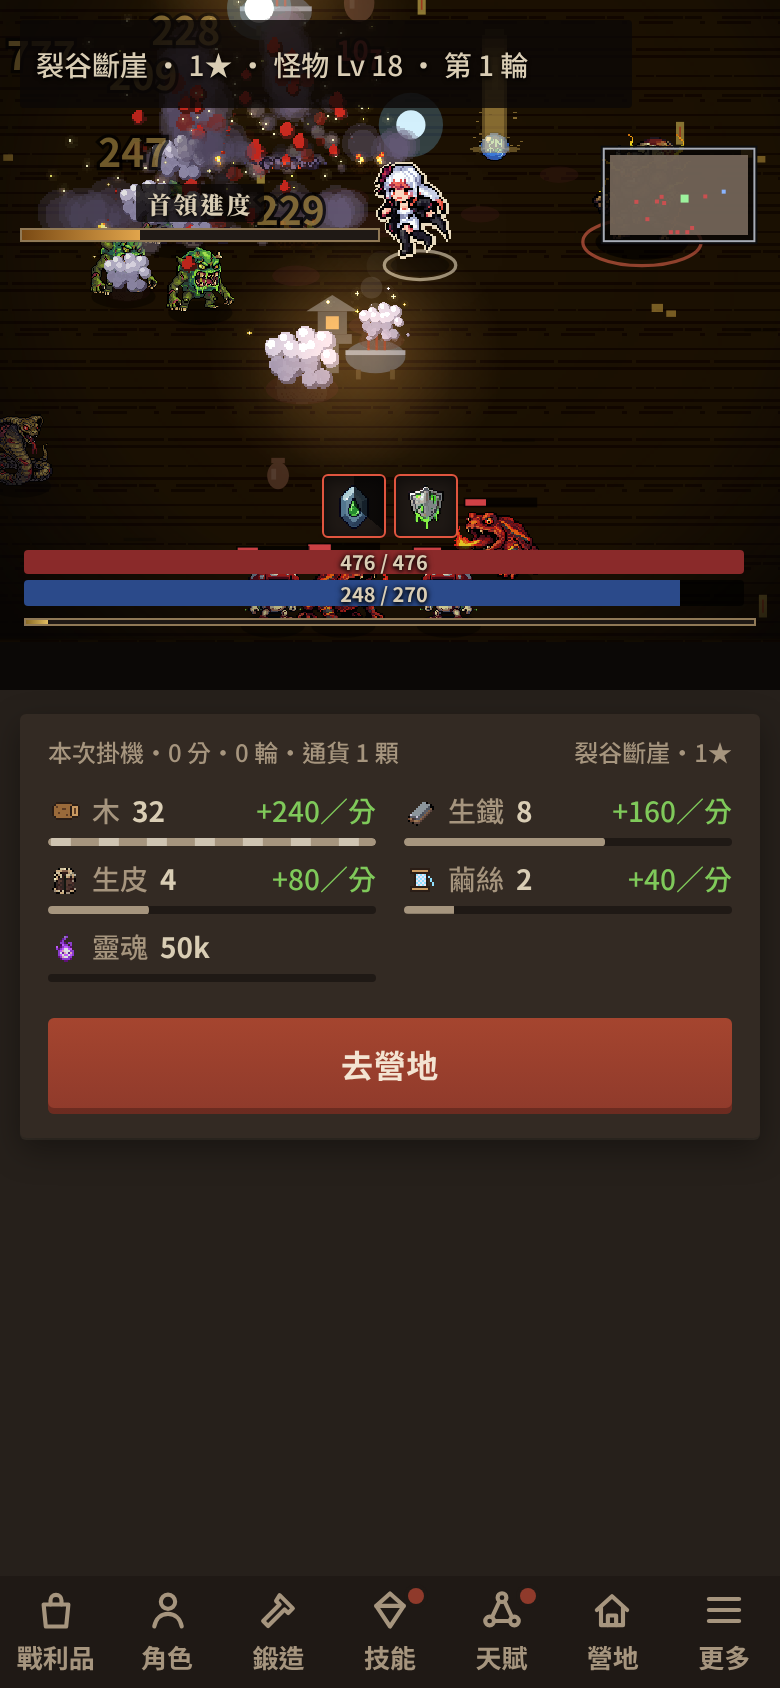 228
209
裂谷斷崖 · 1★ · 怪物 Lv 18 · 第 1 輪
247
首領進度
229
476 / 476
248 / 270
本次掛機・0 分・0 輪・通貨 1 顆
裂谷斷崖・1★
木 32 +240／分
生鐵 8 +160／分
生皮 4 +80／分
繭絲 2 +40／分
靈魂 50k
去營地
戰利品
角色
鍛造
技能
天賦
營地
更多